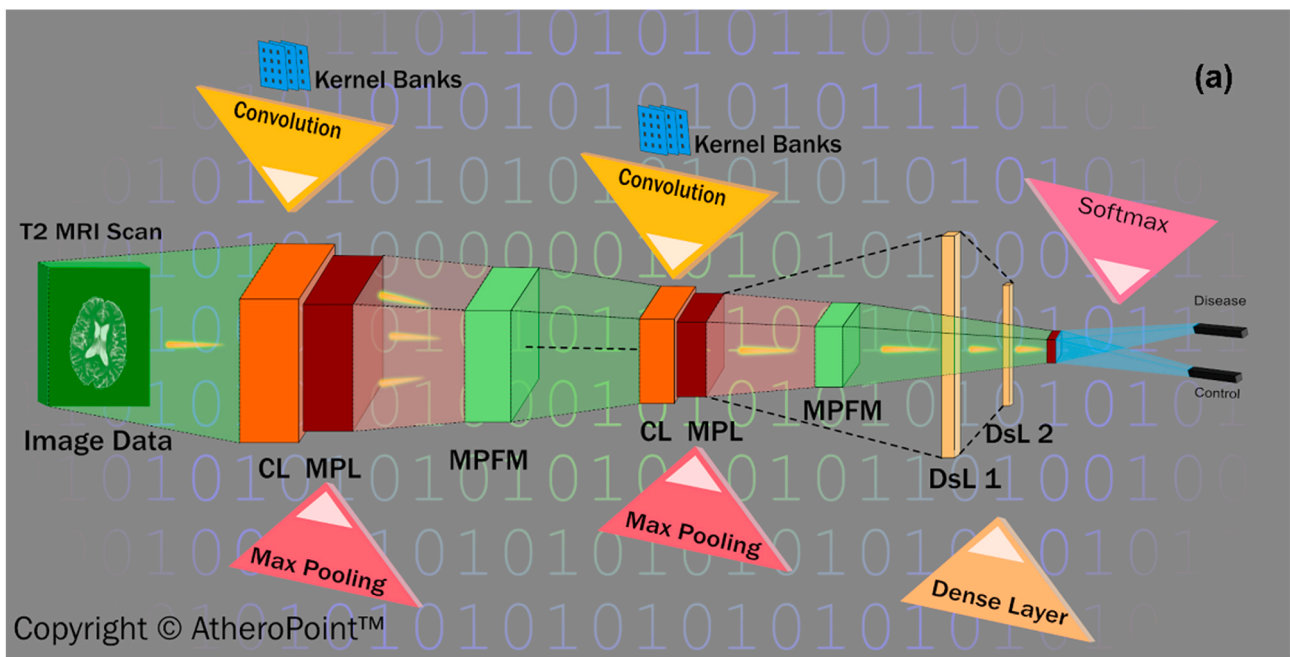 (a)
Kernel Banks
Convolution
Kernel Banks
Convolution
Softmax
T2 MRI Scan
Disease
Control
Image Data
CL MPL
MPFM
CL MPL
MPFM
DsL 1
DsL 2
Max Pooling
Max Pooling
Dense Layer
Copyright © AtheroPoint™